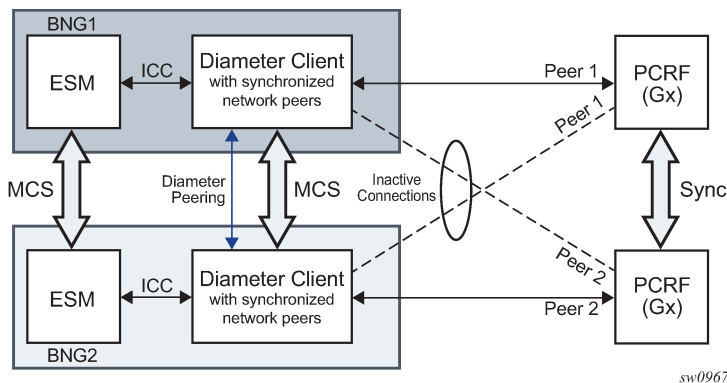 BNG1
ESM
ICC
Diameter Client
with synchronized
network peers
Peer 1
Peer 1
PCRF
(Gx)
MCS
Diameter
Peering
MCS
Inactive
Connections
Sync
ESM
ICC
Diameter Client
with synchronized
network peers
Peer 2
Peer 2
PCRF
(Gx)
BNG2
sw0967